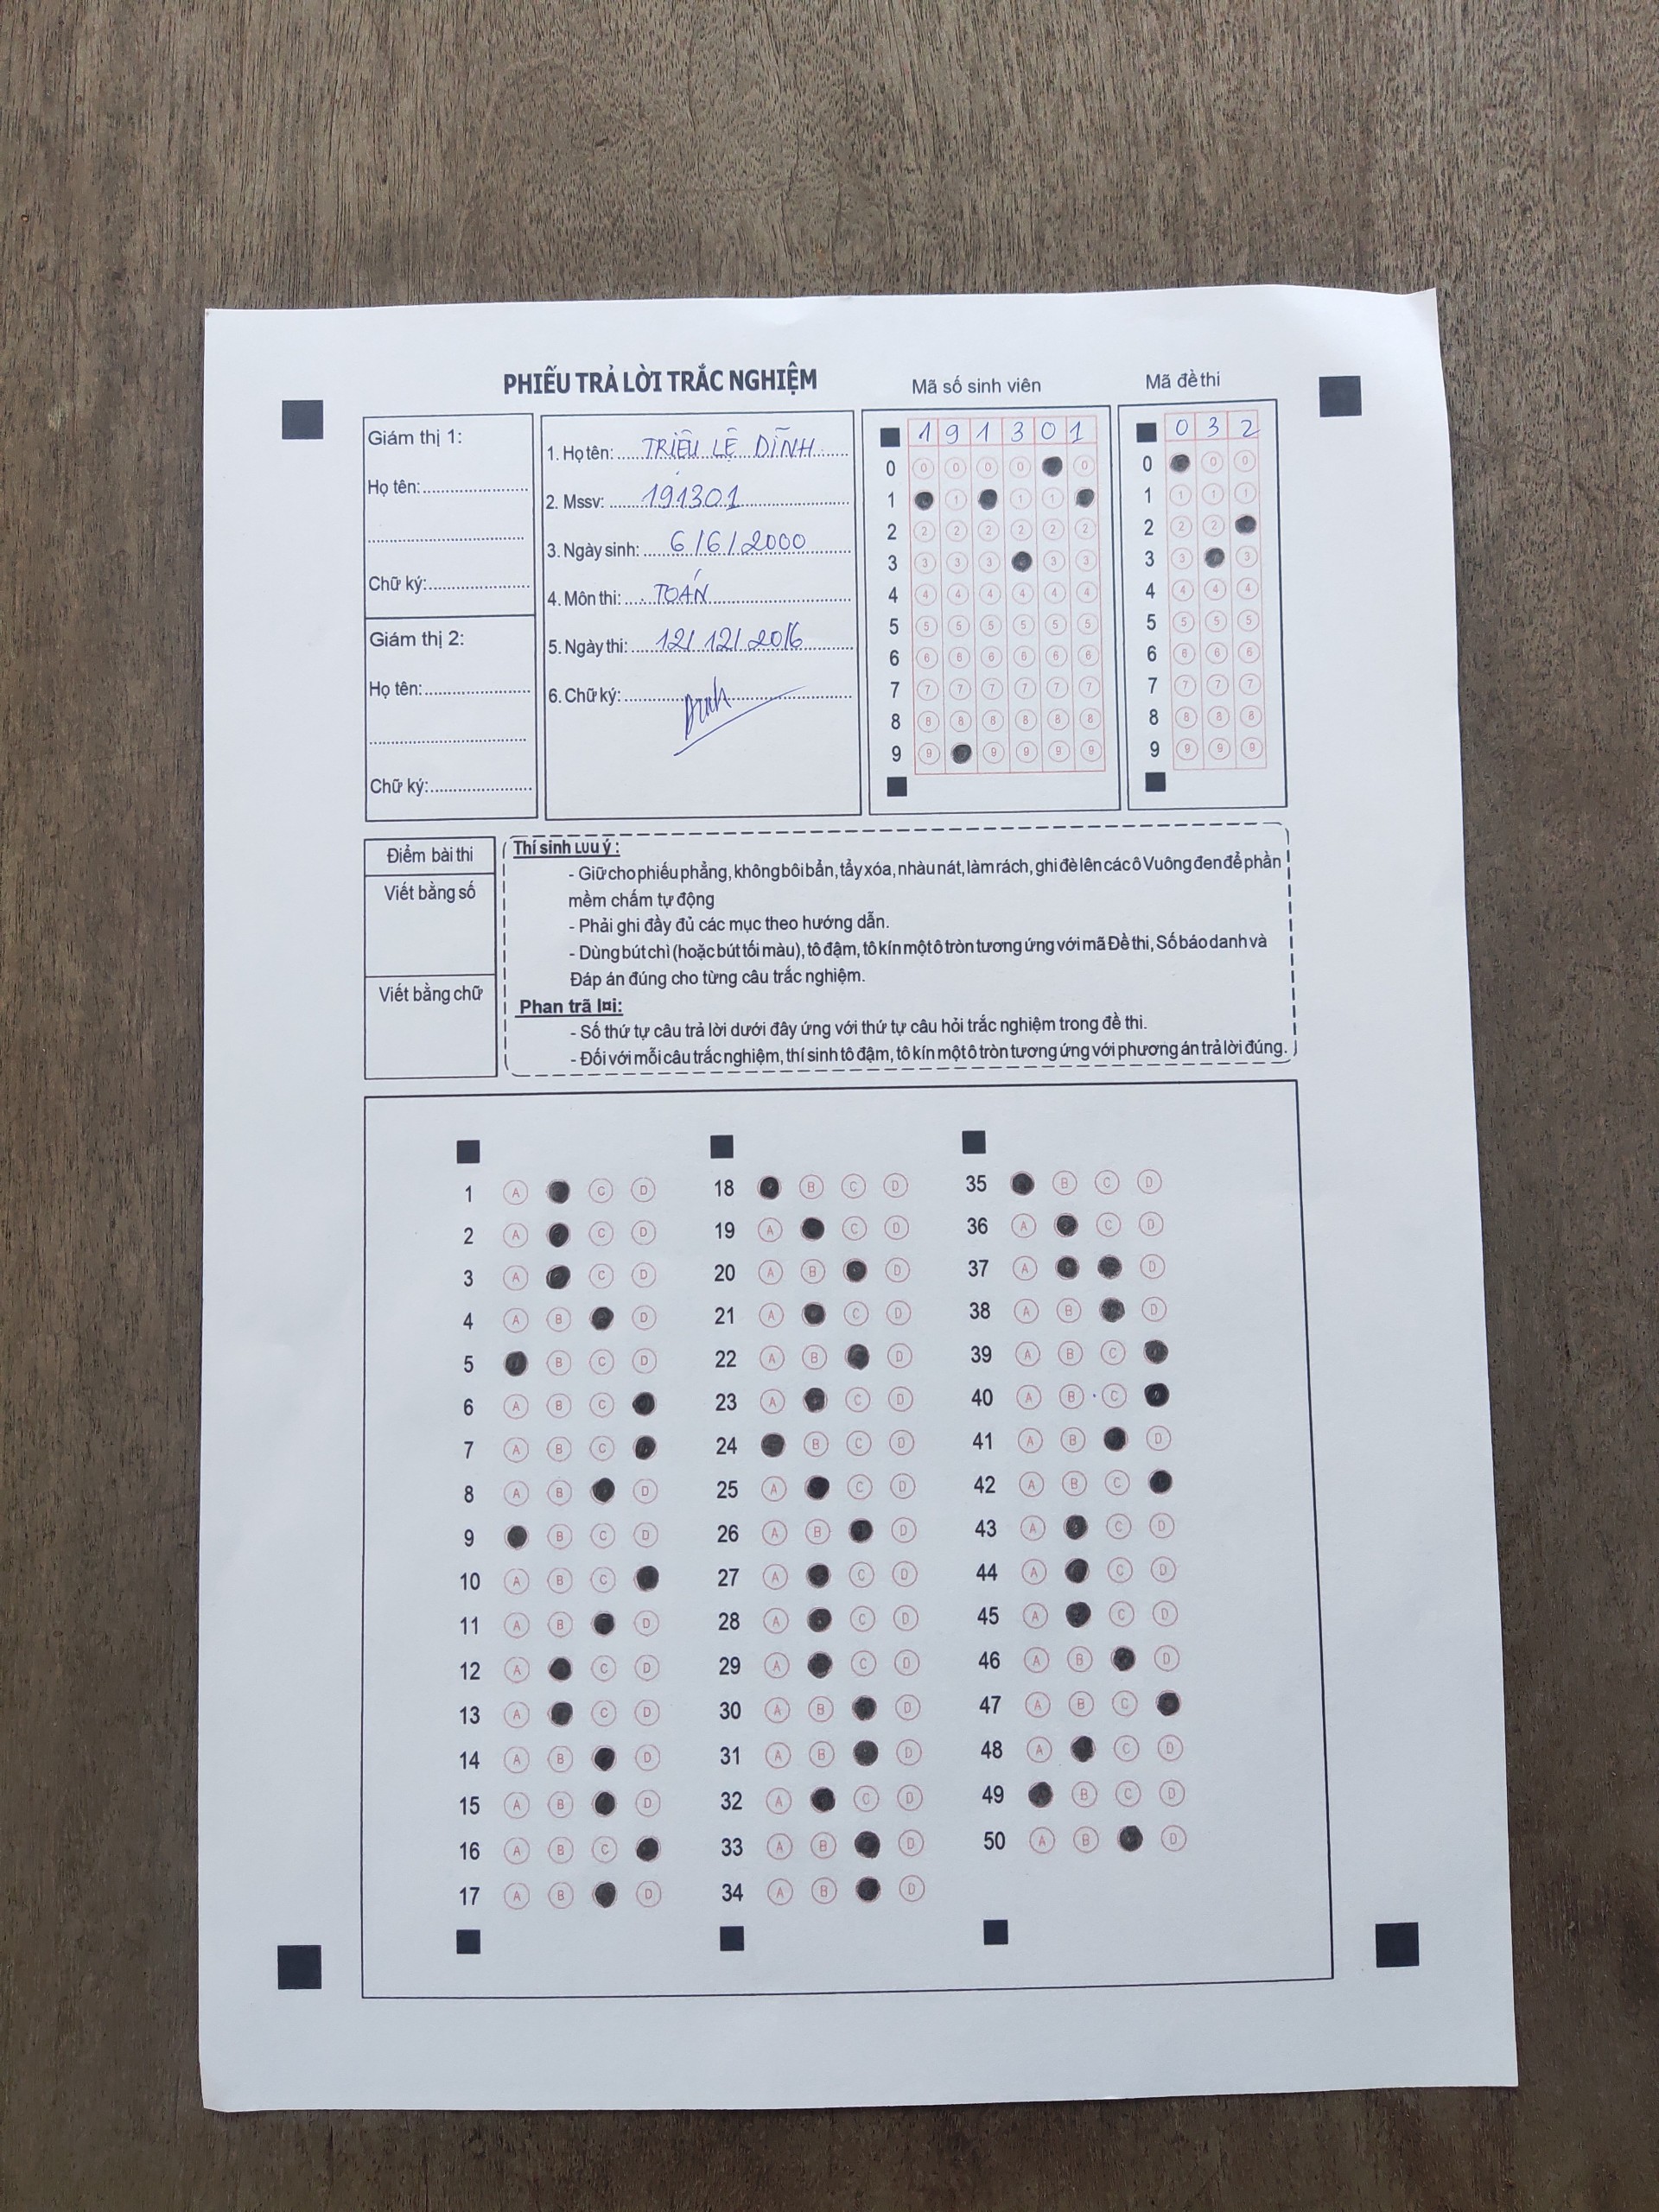 PHIẾU TRẢ LỜI TRẮC NGHIỆM
Giám thị 1:
Họ tên:
Chữ ký:
Giám thị 2:
Họ tên:
Chữ ký:
1. Họ tên: TRIỆU LỆ DĨNH
2. Mssv: 191301
3. Ngày sinh: 6/6/2000
4. Môn thi: TOÁN
5. Ngày thi: 12/12/2016
6. Chữ ký: Dinh
Mã số sinh viên
1 9 1 3 0 1
0 0 0 0 0 0
1 1 1
2 2 2 2 2 2 2
3 3 3 3 3 3
4 4 4 4 4 4 4
5 5 5 5 5 5 5
6 6 6 6 6 6 6
7 7 7 7 7 7 7
8 8 8 8 8 8 8
9 9 9 9 9 9
Mã đề thi
0 3 2
0 0 0
1 1 1 1
2 2 2
3 3 3
4 4 4 4
5 5 5 5
6 6 6 6
7 7 7 7
8 8 8 8
9 9 9 9
Điểm bài thi
Viết bằng số
Viết bằng chữ
Thí sinh Lưu ý :
- Giữ cho phiếu phẳng, không bôi bẩn, tẩy xóa, nhàu nát, làm rách, ghi đè lên các ô Vuông đen để phần
mềm chấm tự động
- Phải ghi đầy đủ các mục theo hướng dẫn.
- Dùng bút chì (hoặc bút tối màu), tô đậm, tô kín một ô tròn tương ứng với mã Đề thi, Số báo danh và
Đáp án đúng cho từng câu trắc nghiệm.
Phan trã l¤i:
- Số thứ tự câu trả lời dưới đây ứng với thứ tự câu hỏi trắc nghiệm trong đề thi.
- Đối với mỗi câu trắc nghiệm, thí sinh tô đậm, tô kín một ô tròn tương ứng với phương án trả lời đúng.
1 A C D
2 A C D
3 A C D
4 A B D
5 B C D
6 A B C
7 A B C
8 A B D
9 B C D
10 A B C
11 A B D
12 A C D
13 A C D
14 A B D
15 A B D
16 A B C
17 A B D
18 B C D
19 A C D
20 A B D
21 A C D
22 A B D
23 A C D
24 B C D
25 A C D
26 A B D
27 A C D
28 A C D
29 A C D
30 A B D
31 A B D
32 A C D
33 A B D
34 A B D
35 B C D
36 A C D
37 A D
38 A B D
39 A B C
40 A B C
41 A B D
42 A B C
43 A C D
44 A C D
45 A C D
46 A B D
47 A B C
48 A C D
49 B C D
50 A B D